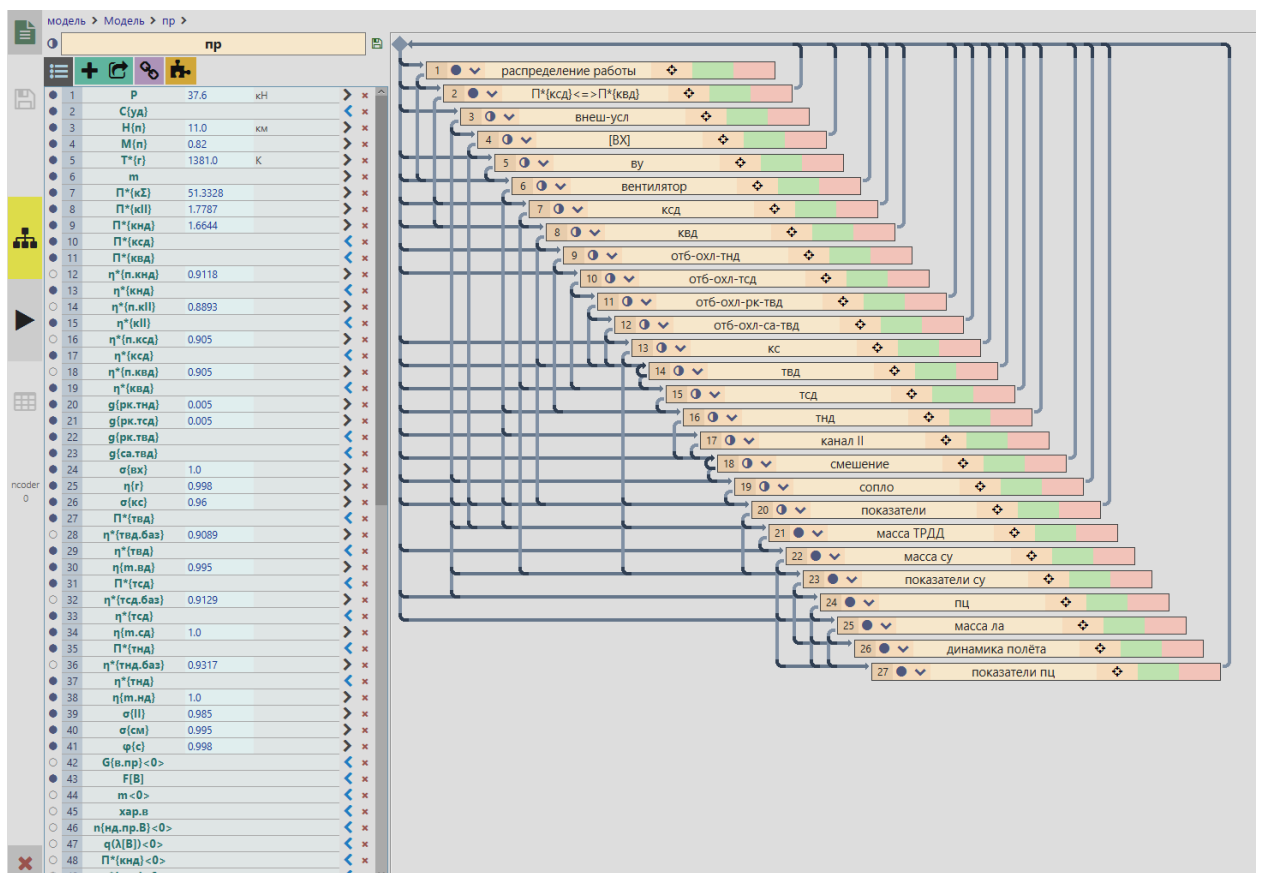 модель > Модель > пр >
пр
1 P 37.6 кН
2 C{уд}
3 H{п} 11.0 км
4 M{п} 0.82
5 T*{г} 1381.0 K
6 m
7 П*{кΣ} 51.3328
8 П*{кII} 1.7787
9 П*{кнд} 1.6644
10 П*{ксд}
11 П*{квд}
12 η*{п.кнд} 0.9118
13 η*{кнд}
14 η*{п.кII} 0.8893
15 η*{кII}
16 η*{п.ксд} 0.905
17 η*{ксд}
18 η*{п.квд} 0.905
19 η*{квд}
20 g{рк.тнд} 0.005
21 g{рк.тсд} 0.005
22 g{рк.твд}
23 g{са.твд}
24 σ{вх} 1.0
25 η{г} 0.998
26 σ{кс} 0.96
27 П*{твд}
28 η*{твд.баз} 0.9089
29 η*{твд}
30 η{m.вд} 0.995
31 П*{тсд}
32 η*{тсд.баз} 0.9129
33 η*{тсд}
34 η{m.сд} 1.0
35 П*{тнд}
36 η*{тнд.баз} 0.9317
37 η*{тнд}
38 η{m.нд} 1.0
39 σ{II} 0.985
40 σ{см} 0.995
41 φ{с} 0.998
42 G{в.пр}<0>
43 F[В]
44 m<0>
45 хар.в
46 n{нд.пр.В}<0>
47 q(λ[В])<0>
48 П*{кнд}<0>
ncoder
0
1 распределение работы
2 П*{ксд}<=>П*{квд}
3 внеш-усл
4 [ВХ]
5 ву
6 вентилятор
7 ксд
8 квд
9 отб-охл-тнд
10 отб-охл-тсд
11 отб-охл-рк-твд
12 отб-охл-са-твд
13 кс
14 твд
15 тсд
16 тнд
17 канал II
18 смешение
19 сопло
20 показатели
21 масса ТРДД
22 масса су
23 показатели су
24 пц
25 масса ла
26 динамика полёта
27 показатели пц